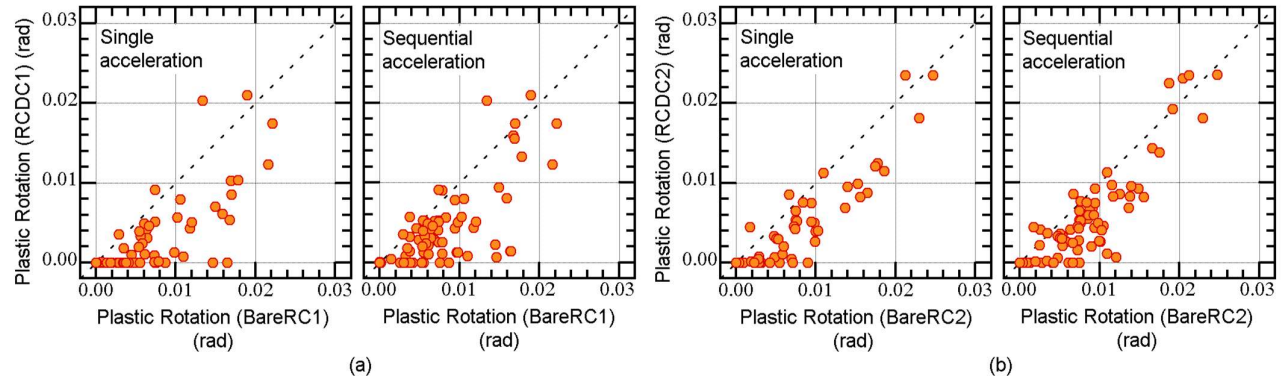 Plastic Rotation (RCDC1) (rad)
0.03
0.02
0.01
0.00
Single
acceleration
0.00 0.01 0.02 0.03
Plastic Rotation (BareRC1)
(rad)
Sequential
acceleration
0.00 0.01 0.02 0.03
Plastic Rotation (BareRC1)
(rad)
(a)
Plastic Rotation (RCDC2) (rad)
0.03
0.02
0.01
0.00
Single
acceleration
0.00 0.01 0.02 0.03
Plastic Rotation (BareRC2)
(rad)
Sequential
acceleration
0.00 0.01 0.02 0.03
Plastic Rotation (BareRC2)
(rad)
(b)